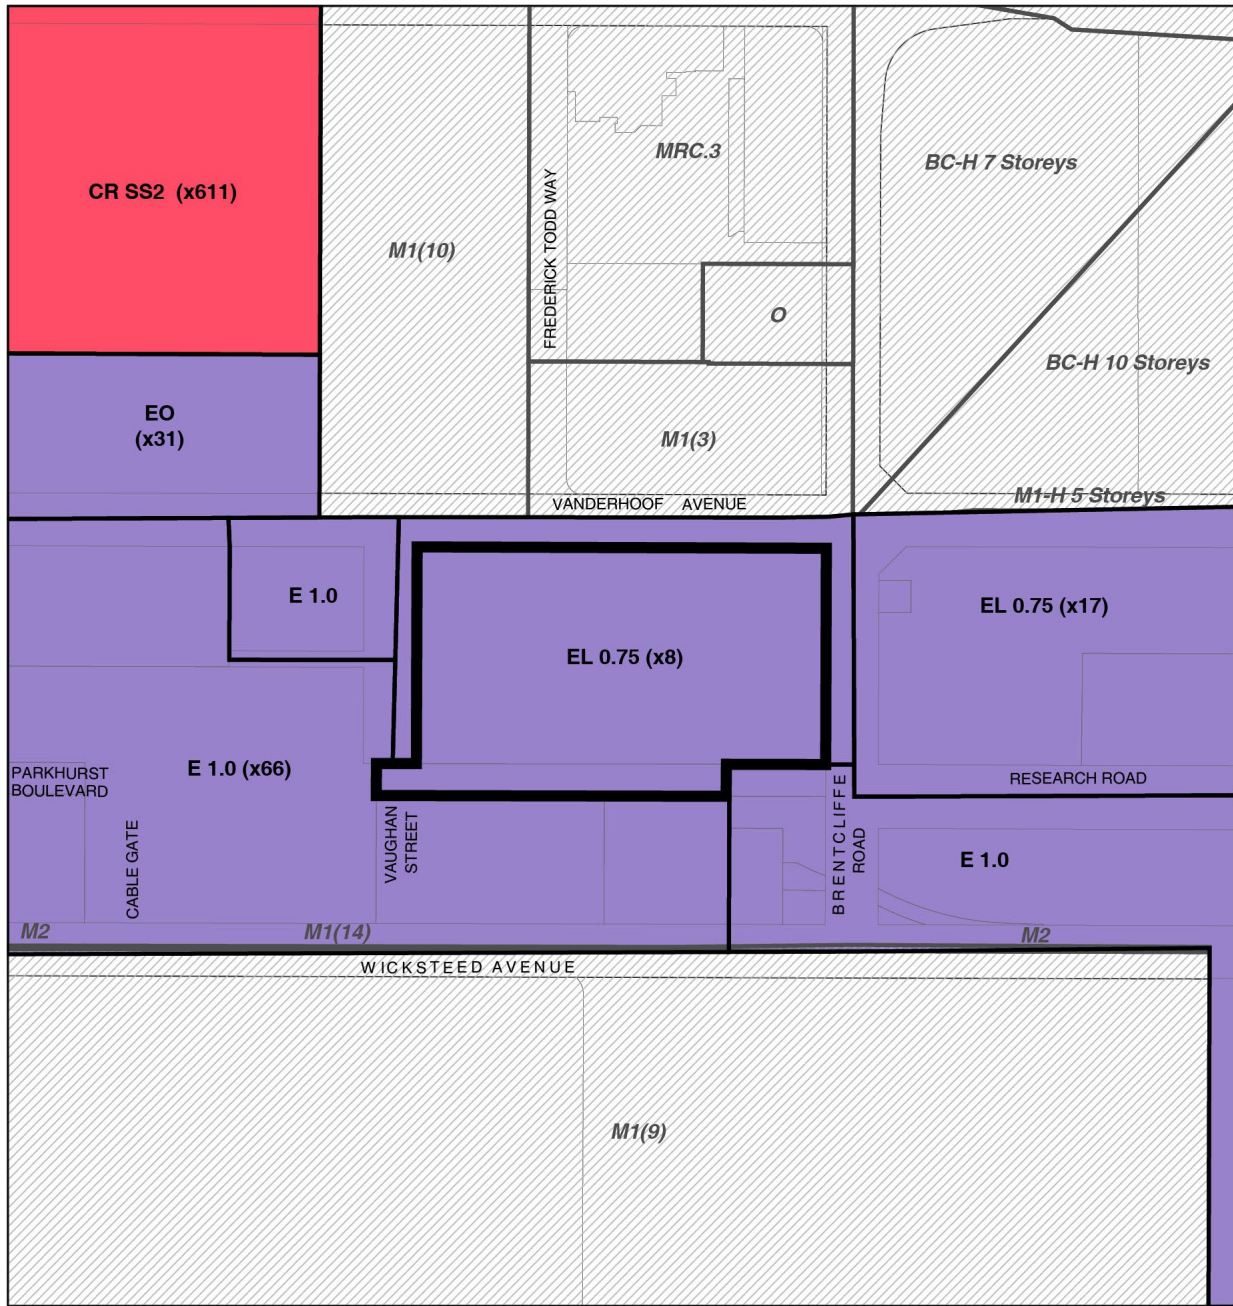 MRC.3
BC-H 7 Storeys
CR SS2 (x611)
M1(10)
FREDERICK TODD WAY
O
BC-H 10 Storeys
EO
(x31)
M1(3)
M1-H 5 Storeys
VANDERHOOF AVENUE
E 1.0
EL 0.75 (x17)
EL 0.75 (x8)
E 1.0 (x66)
PARKHURST
BOULEVARD
RESEARCH ROAD
CABLE GATE
VAUGHAN
STREET
BRENTCLIFFE
ROAD
E 1.0
M2
M1(14)
M2
WICKSTEED AVENUE
M1(9)